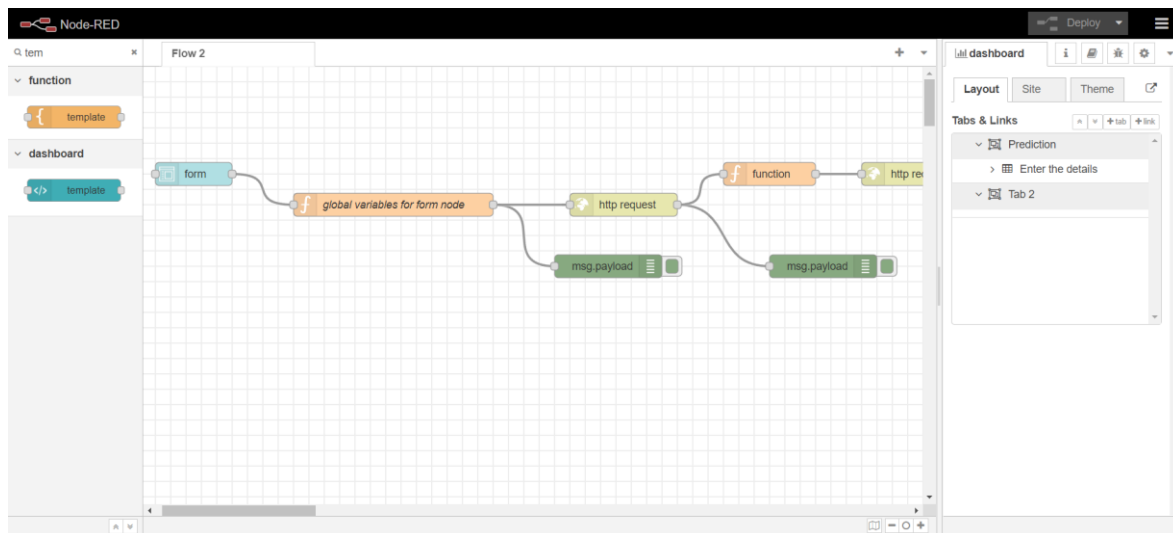 Node-RED
Deploy
tem
Flow 2
dashboard
i
function
template
dashboard
template
Layout
Site
Theme
Tabs & Links
+ tab
+ link
Prediction
Enter the details
Tab 2
form
function
http req
global variables for form node
http request
msg.payload
msg.payload